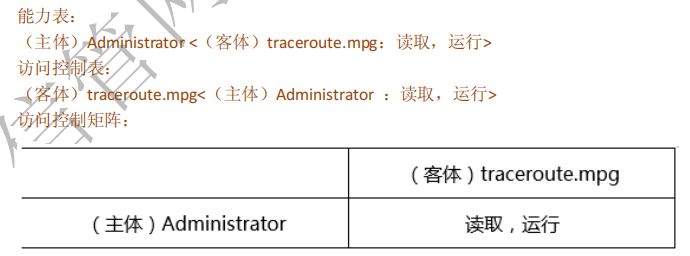 能力表：
（主体）Administrator <（客体）traceroute.mpg：读取，运行>
访问控制表：
（客体）traceroute.mpg<（主体）Administrator ：读取，运行>
访问控制矩阵：
（客体）traceroute.mpg
（主体）Administrator 读取，运行